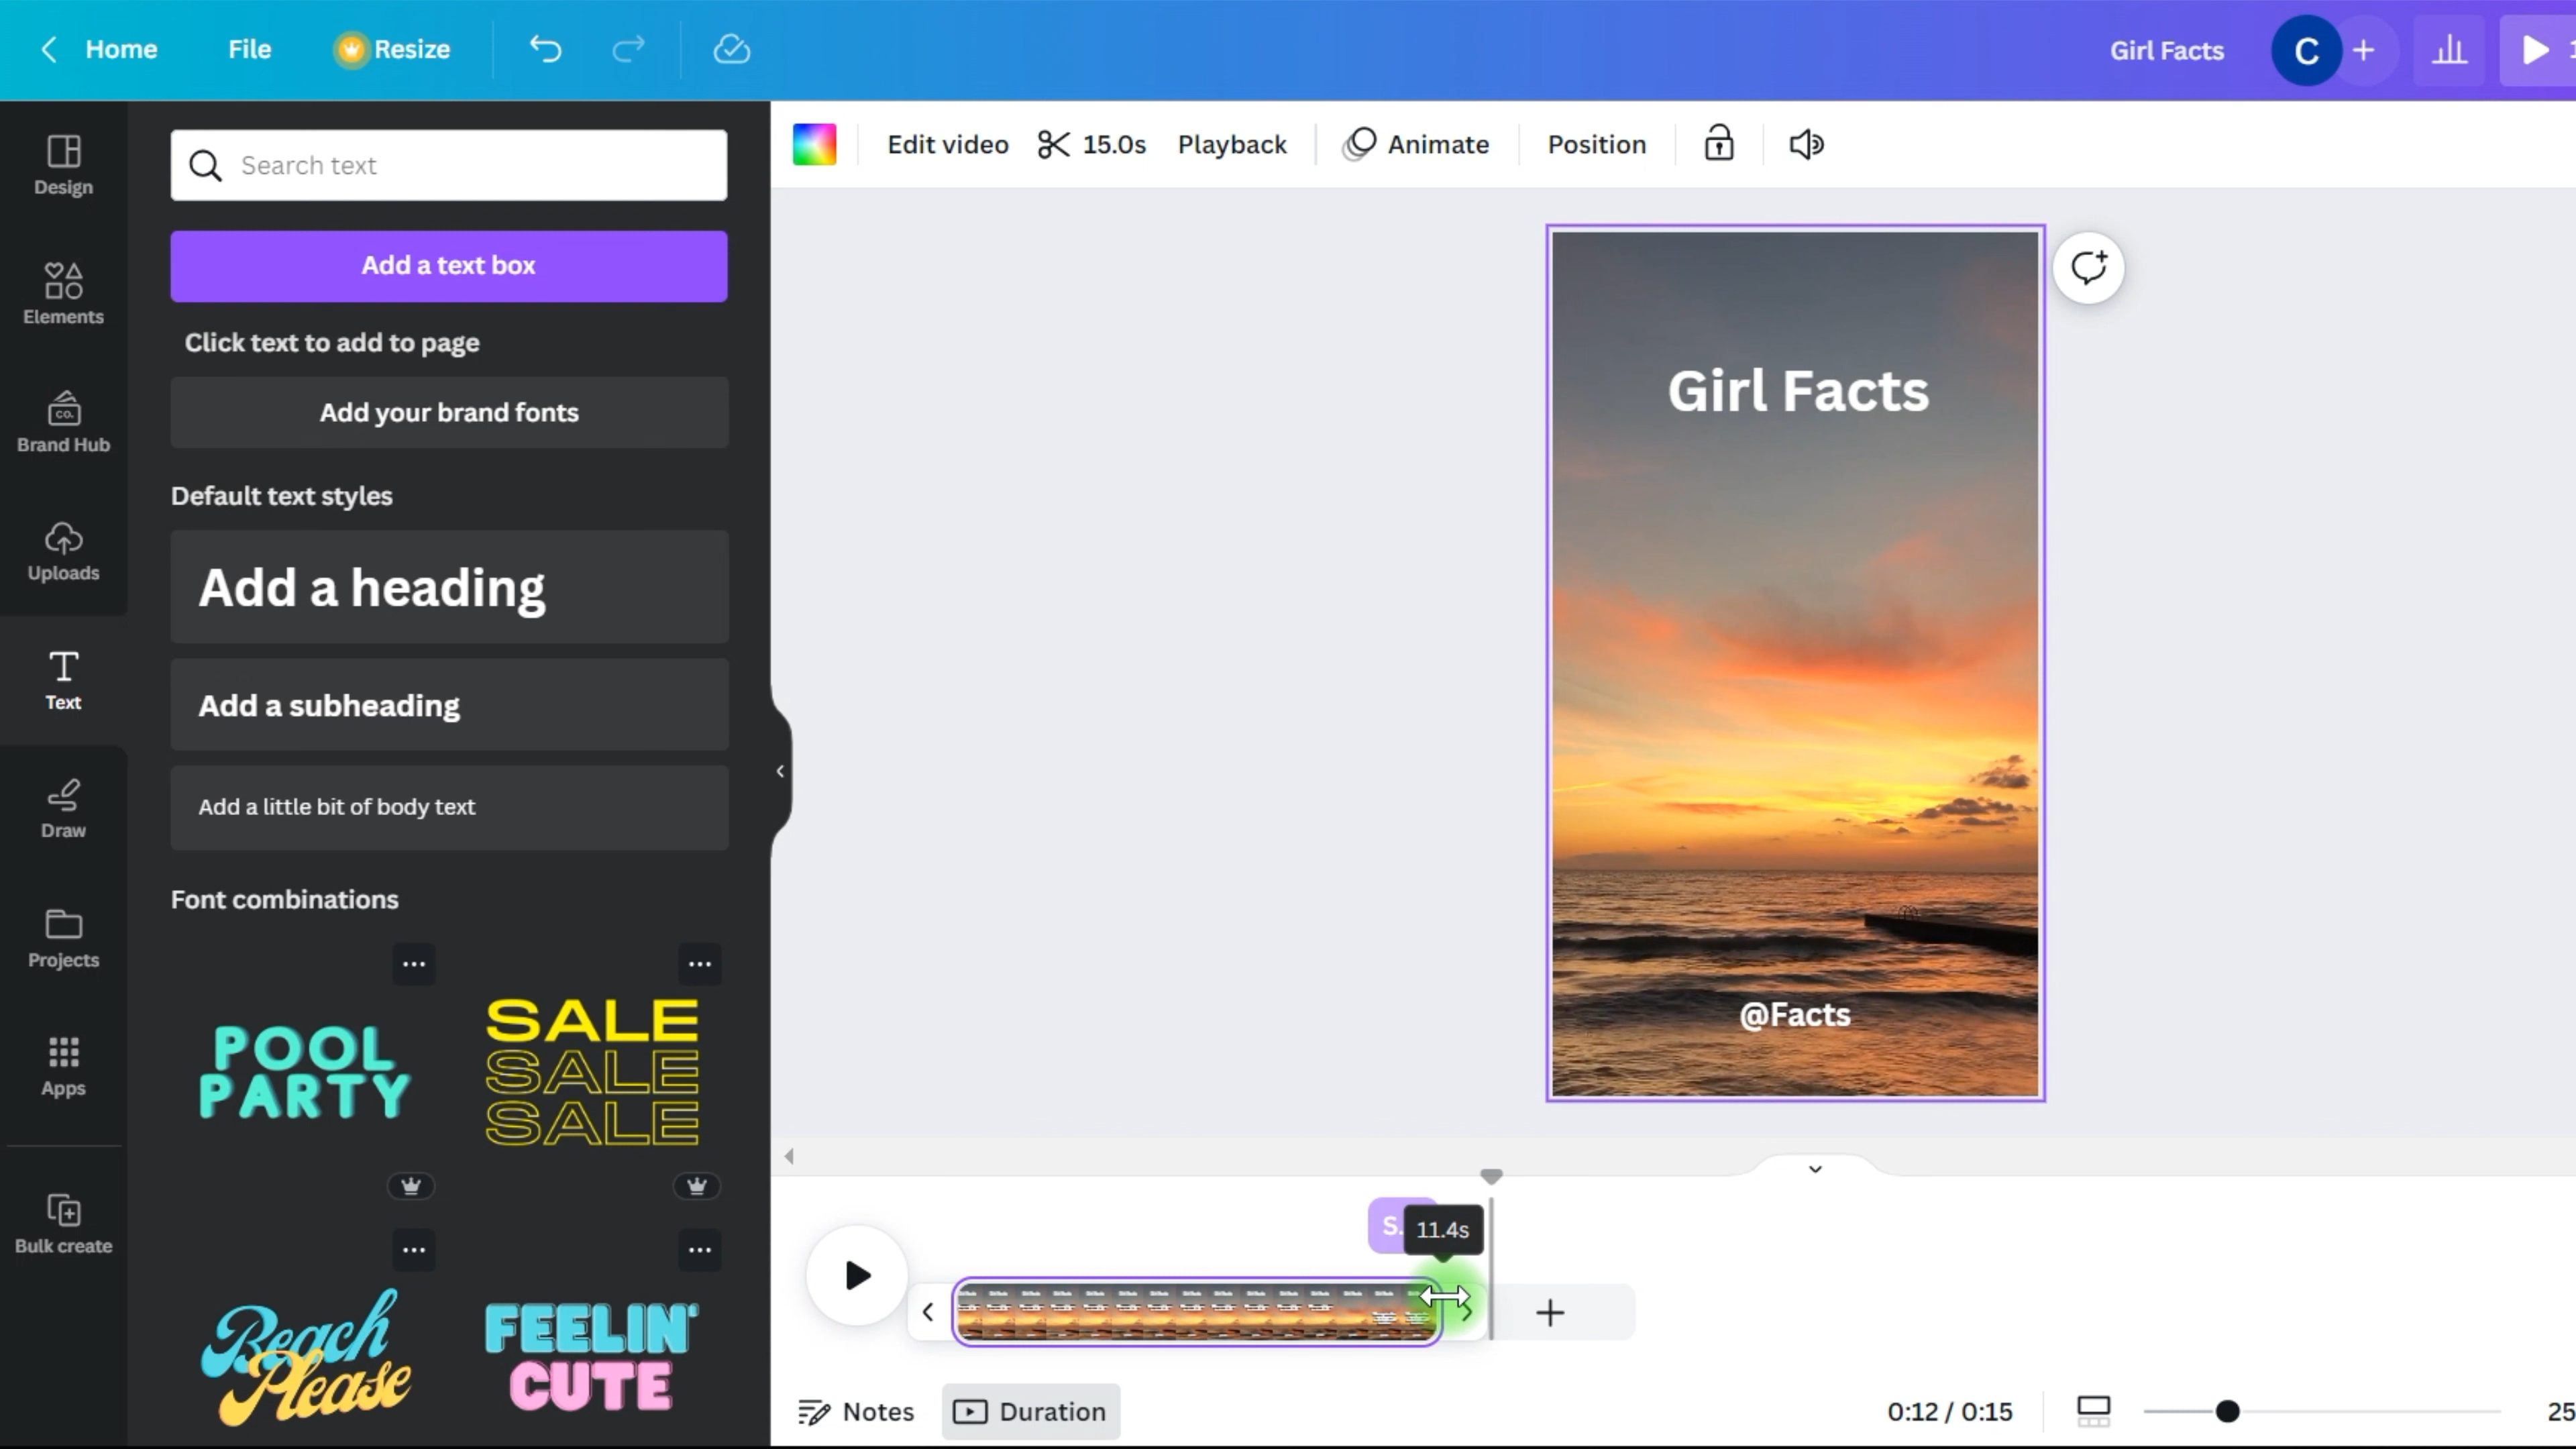 Home
File
Resize
Girl Facts
C
Design
Elements
Brand Hub
CO.
Uploads
Text
Draw
Projects
Apps
Bulk create
Search text
Add a text box
Click text to add to page
Add your brand fonts
Default text styles
Add a heading
Add a subheading
Add a little bit of body text
Font combinations
POOL
PARTY
SALE
SALE
SALE
Beach
Please
FEELIN'
CUTE
Edit video
15.0s
Playback
Animate
Position
Girl Facts
@Facts
S.
11.4s
Notes
Duration
0:12 / 0:15
25